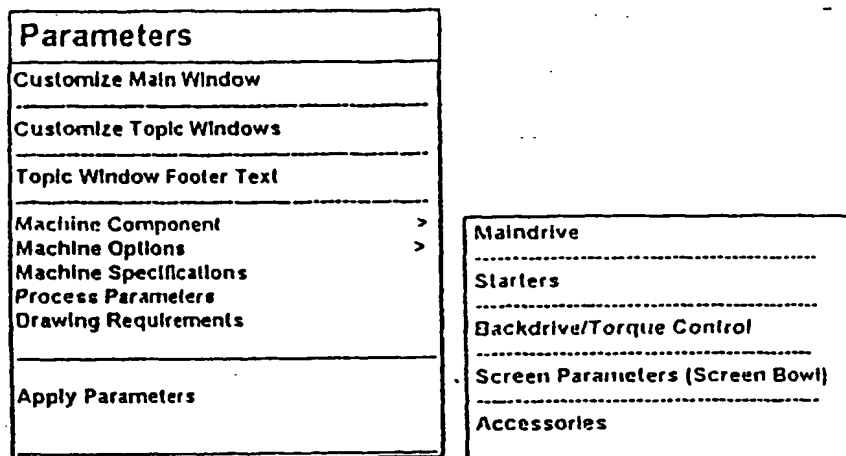 Parameters
Customize Main Window
Customize Topic Windows
Topic Window Footer Text
Machine Component >
Machine Options >
Machine Specifications
Process Parameters
Drawing Requirements
Apply Parameters
Maindrive
Starters
Backdrive/Torque Control
Screen Parameters (Screen Bowl)
Accessories